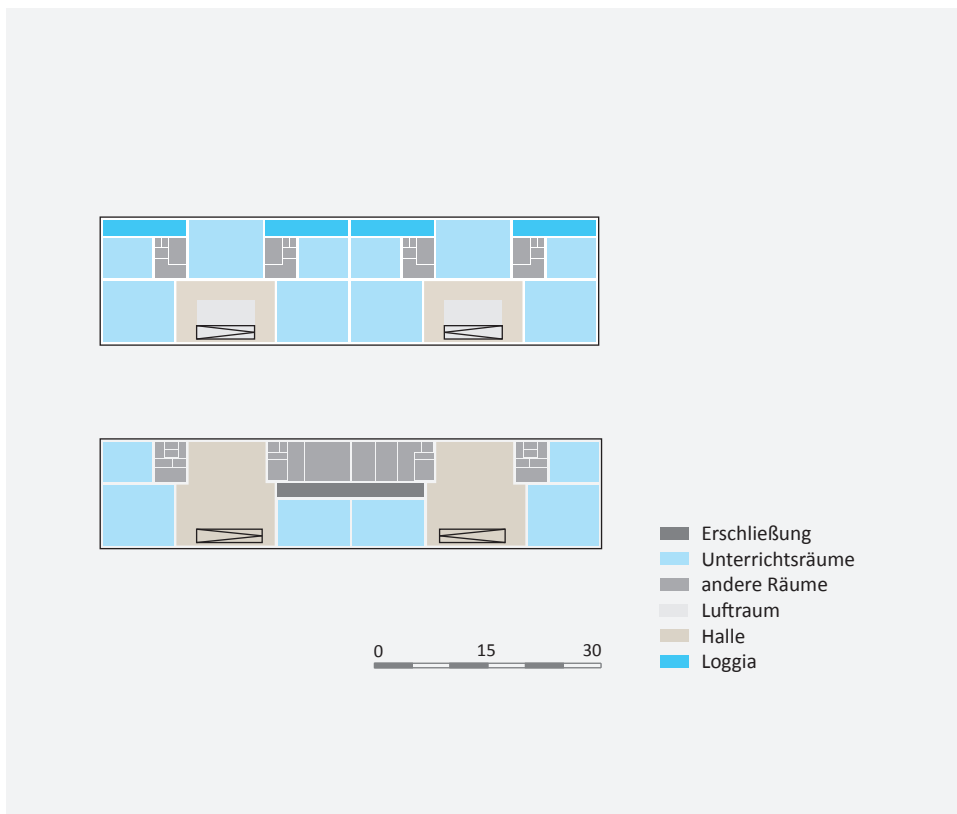 Erschließung
Unterrichtsräume
andere Räume
Luftraum
Halle
Loggia
0 15 30